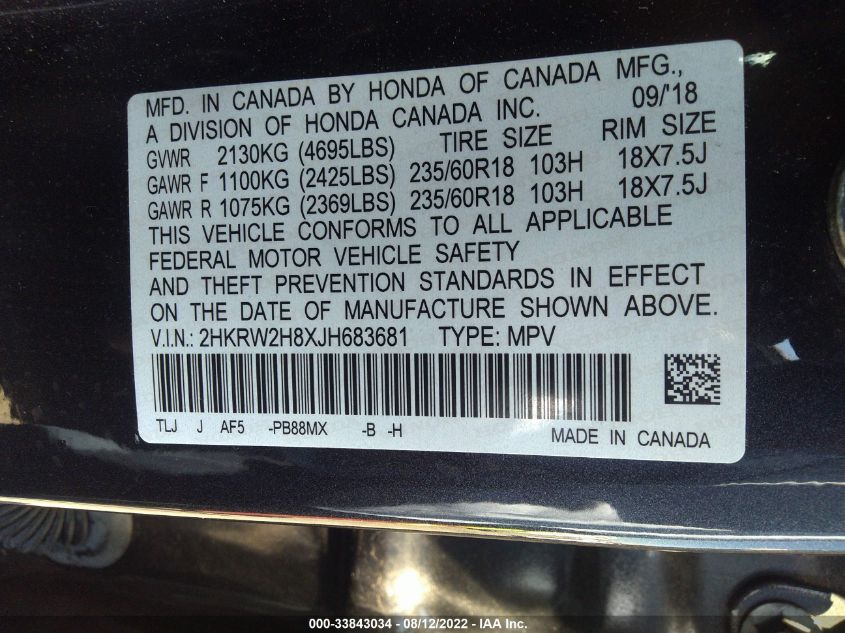 MFD. IN CANADA BY HONDA OF CANADA MFG.,
A DIVISION OF HONDA CANADA INC. 09/'18
GVWR 2130KG (4695LBS) TIRE SIZE RIM SIZE
GAWR F 1100KG (2425LBS) 235/60R18 103H 18X7.5J
GAWR R 1075KG (2369LBS) 235/60R18 103H 18X7.5J
THIS VEHICLE CONFORMS TO ALL APPLICABLE
FEDERAL MOTOR VEHICLE SAFETY
AND THEFT PREVENTION STANDARDS IN EFFECT
ON THE DATE OF MANUFACTURE SHOWN ABOVE.
V.I.N.: 2HKRW2H8XJH683681 TYPE: MPV
TLJ J AF5 -PB88MX -B -H
MADE IN CANADA
000-33843034 - 08/12/2022 - IAA Inc.